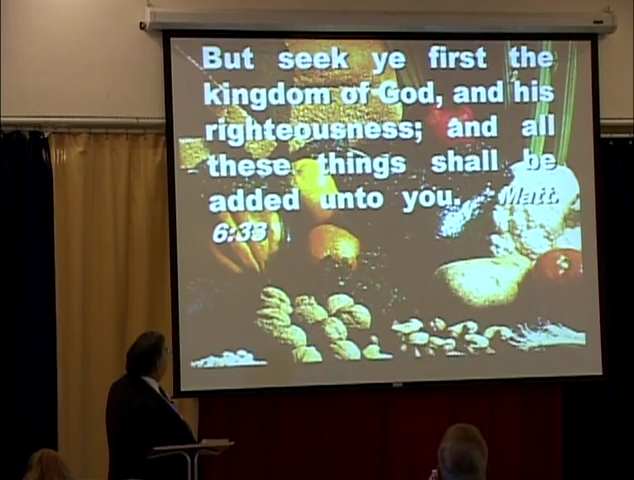 But seek ye first the
kingdom of God, and his
righteousness; and all
these things shall be
added unto you. Matt.
6:33